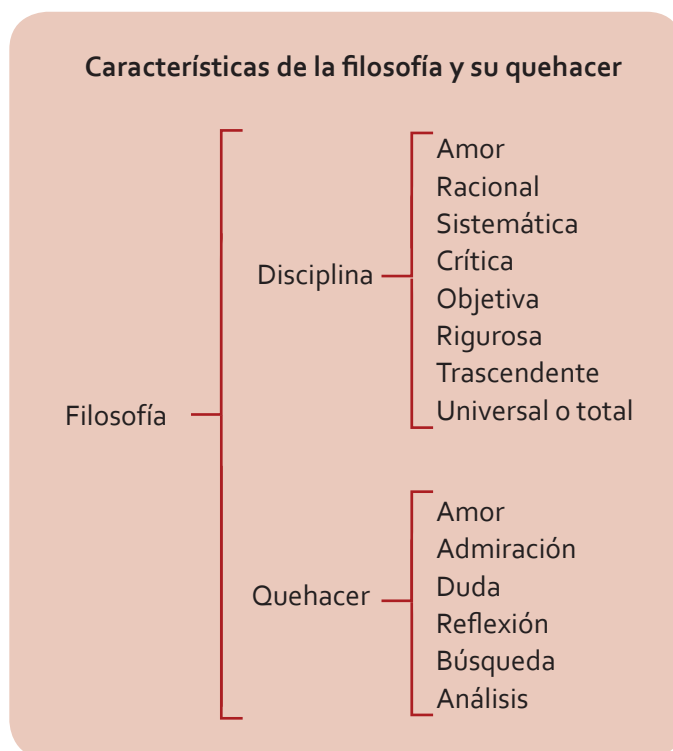 Características de la filosofía y su quehacer
Filosofía
Disciplina
Amor
Racional
Sistemática
Crítica
Objetiva
Rigurosa
Trascendente
Universal o total
Quehacer
Amor
Admiración
Duda
Reflexión
Búsqueda
Análisis